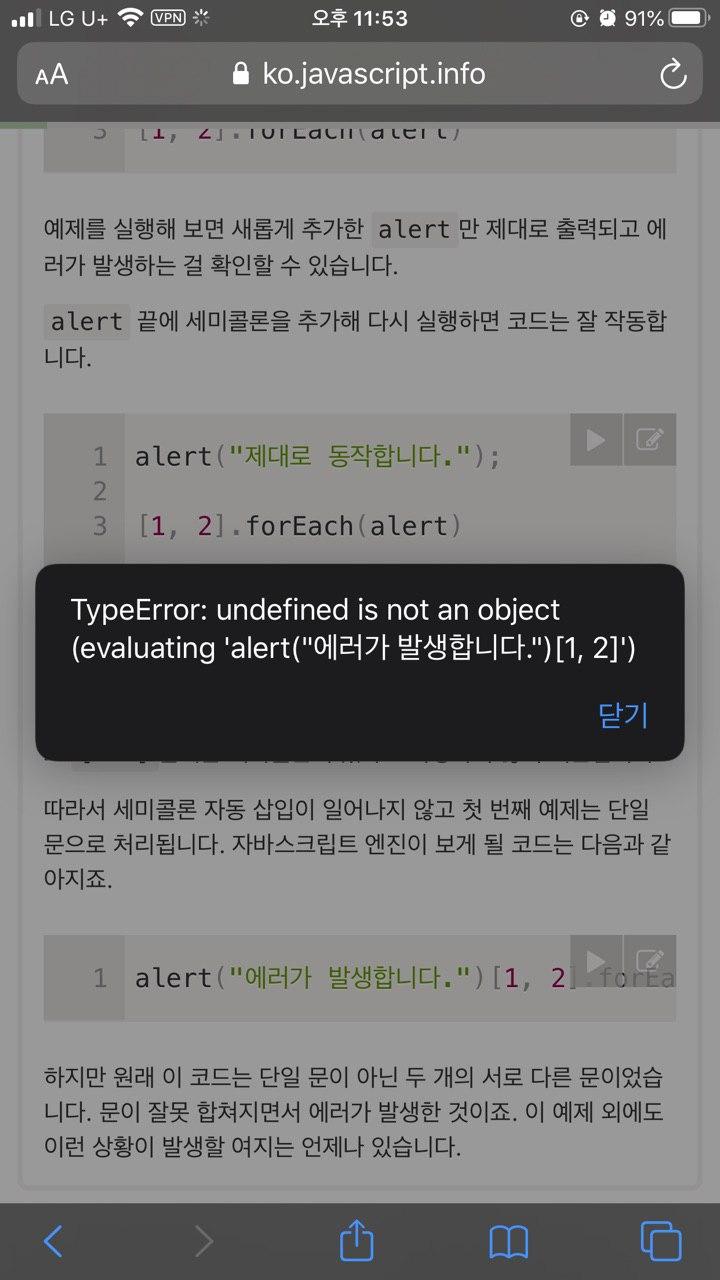 LG U+ VPN 오후 11:53 91%
AA ko.javascript.info
3 [1, 2].forEach(alert)
예제를 실행해 보면 새롭게 추가한 alert만 제대로 출력되고 에
러가 발생하는 걸 확인할 수 있습니다.
alert 끝에 세미콜론을 추가해 다시 실행하면 코드는 잘 작동합
니다.
1 alert("제대로 동작합니다.");
2
3 [1, 2].forEach(alert)
TypeError: undefined is not an object
(evaluating 'alert("에러가 발생합니다.")[1, 2]')
닫기
따라서 세미콜론 자동 삽입이 일어나지 않고 첫 번째 예제는 단일
문으로 처리됩니다. 자바스크립트 엔진이 보게 될 코드는 다음과 같
아지죠.
1 alert("에러가 발생합니다.")[1, 2].forEa
하지만 원래 이 코드는 단일 문이 아닌 두 개의 서로 다른 문이었습
니다. 문이 잘못 합쳐지면서 에러가 발생한 것이죠. 이 예제 외에도
이런 상황이 발생할 여지는 언제나 있습니다.